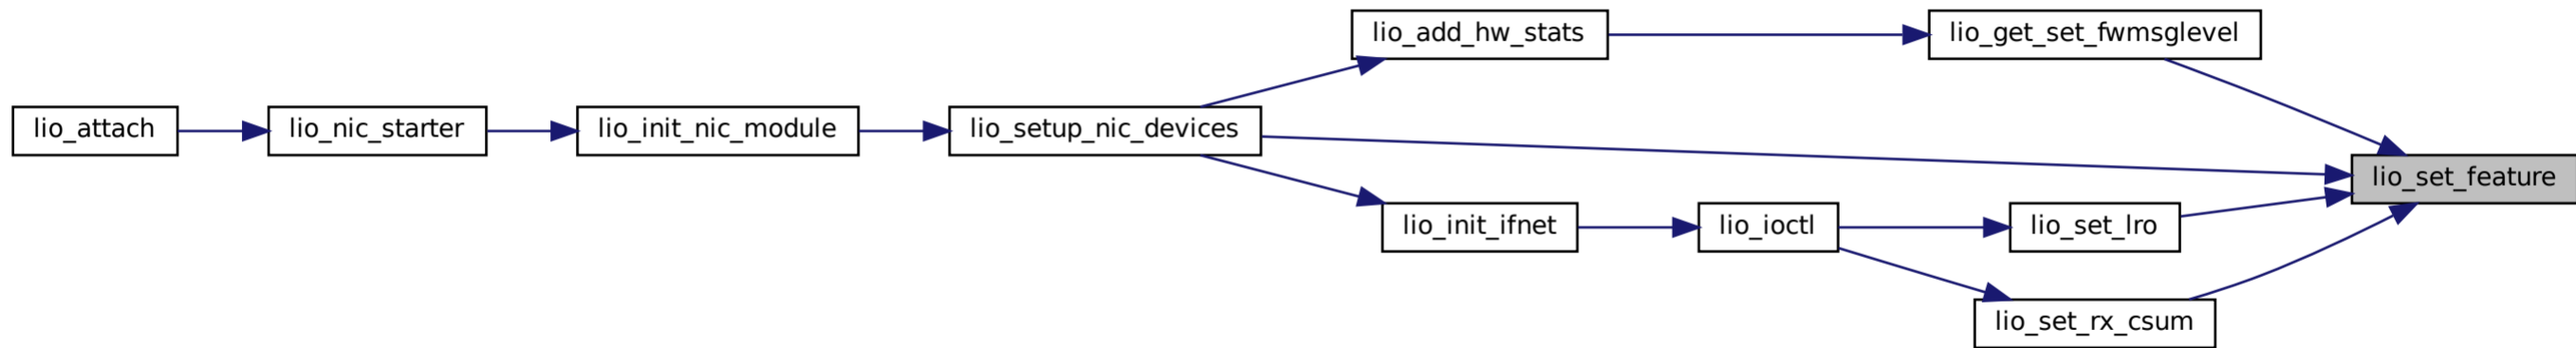 lio_add_hw_stats
lio_get_set_fwmsglevel
lio_attach
lio_nic_starter
lio_init_nic_module
lio_setup_nic_devices
lio_set_feature
lio_init_ifnet
lio_ioctl
lio_set_lro
lio_set_rx_csum